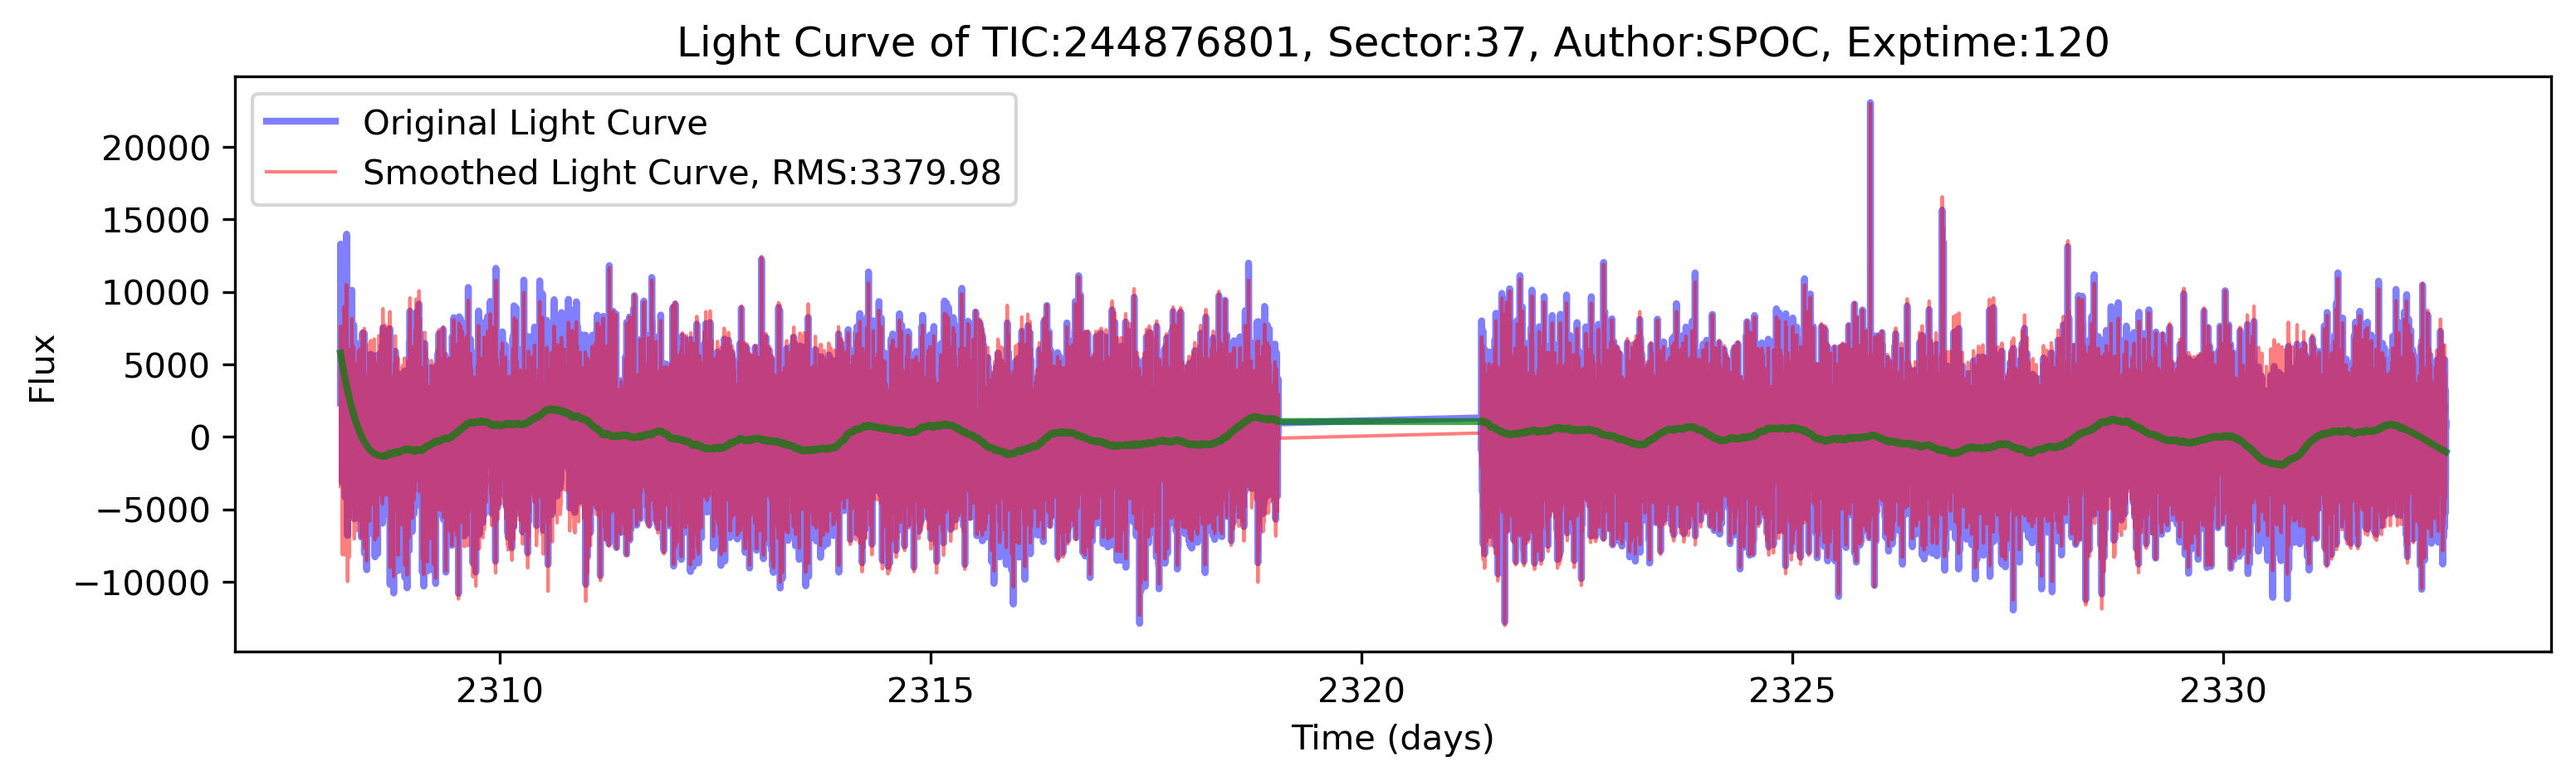 Light Curve of TIC:244876801, Sector:37, Author:SPOC, Exptime:120
Original Light Curve
Smoothed Light Curve, RMS:3379.98
20000
15000
10000
5000
0
−5000
−10000
Flux
2310
2315
2320
2325
2330
Time (days)